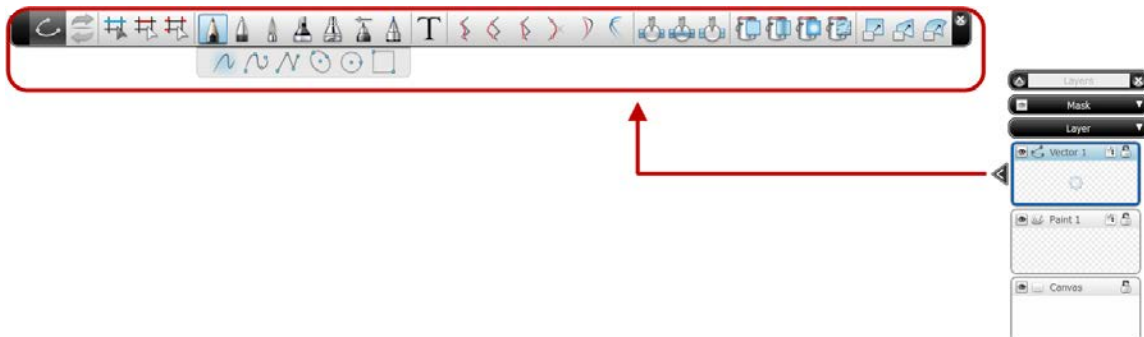 T
Layers
Mask
Layer
Vector 1
Paint 1
Canvas